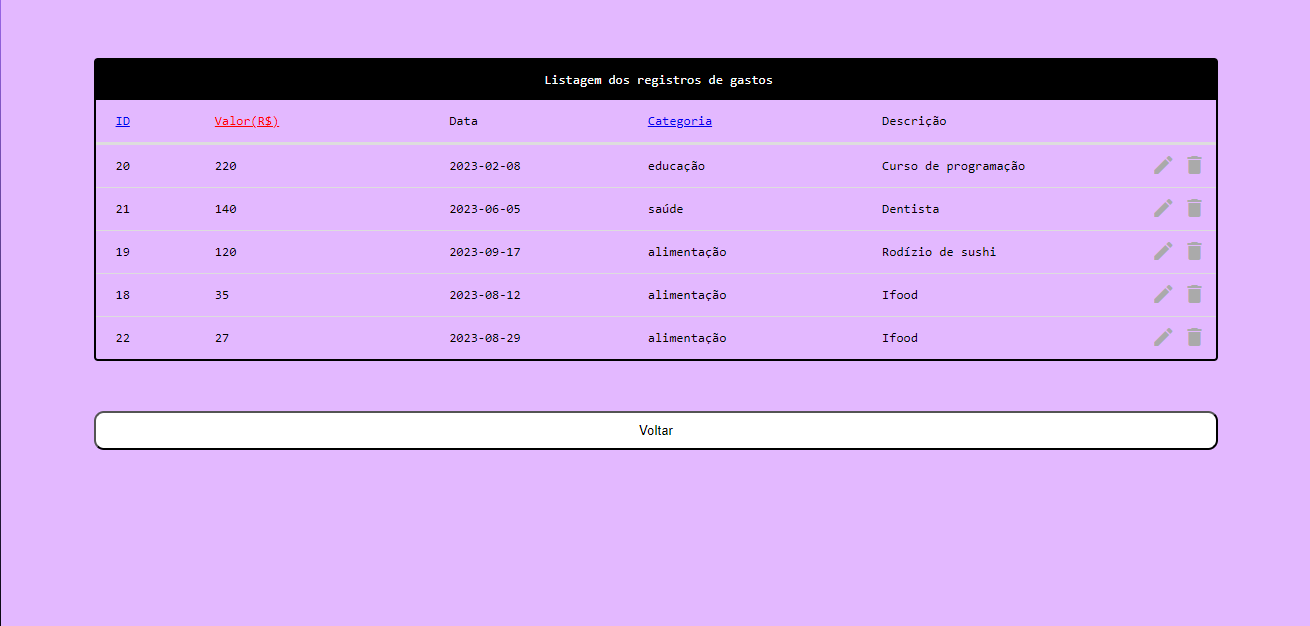 Listagem dos registros de gastos
ID Valor(R$) Data Categoria Descrição
20 220 2023-02-08 educação Curso de programação
21 140 2023-06-05 saúde Dentista
19 120 2023-09-17 alimentação Rodízio de sushi
18 35 2023-08-12 alimentação Ifood
22 27 2023-08-29 alimentação Ifood
Voltar